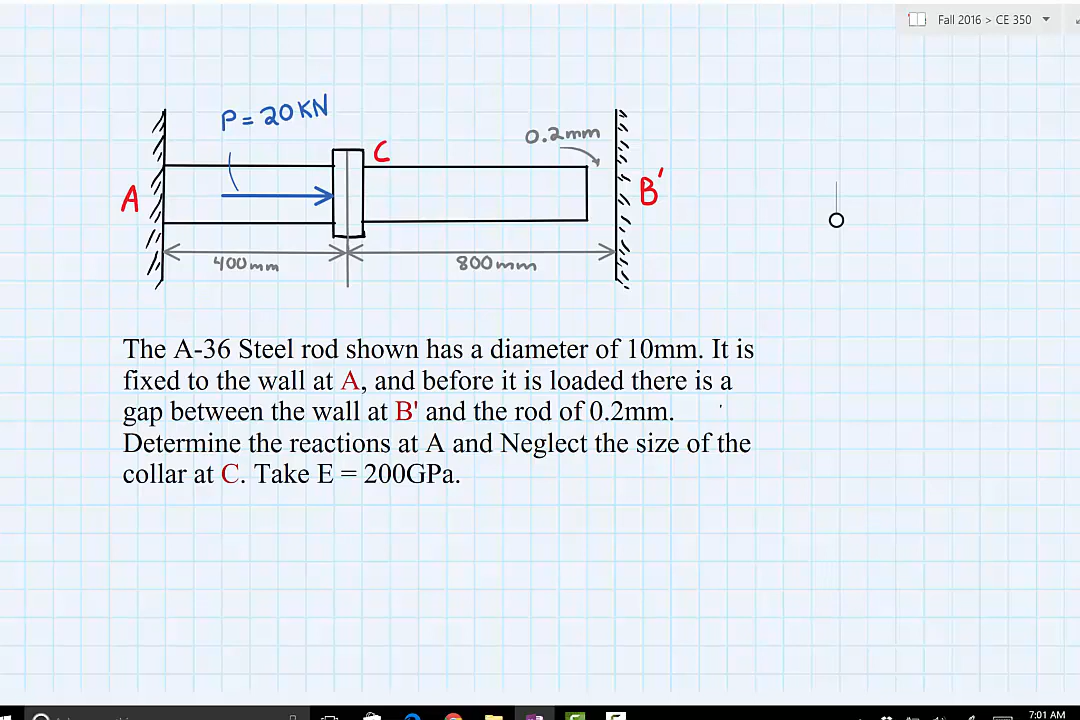 Fall 2016 > CE 350
P = 20KN
C
0.2mm
A
B'
400mm
800mm
The A-36 Steel rod shown has a diameter of 10mm. It is
fixed to the wall at A, and before it is loaded there is a
gap between the wall at B' and the rod of 0.2mm.
Determine the reactions at A and Neglect the size of the
collar at C. Take E = 200GPa.
7:01 AM